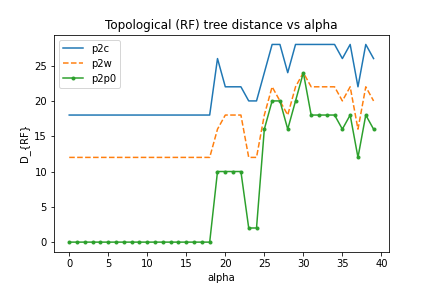 Topological (RF) tree distance vs alpha
p2c
p2w
p2p0
D_{RF}
25
20
15
10
5
0
0 5 10 15 20 25 30 35 40
alpha